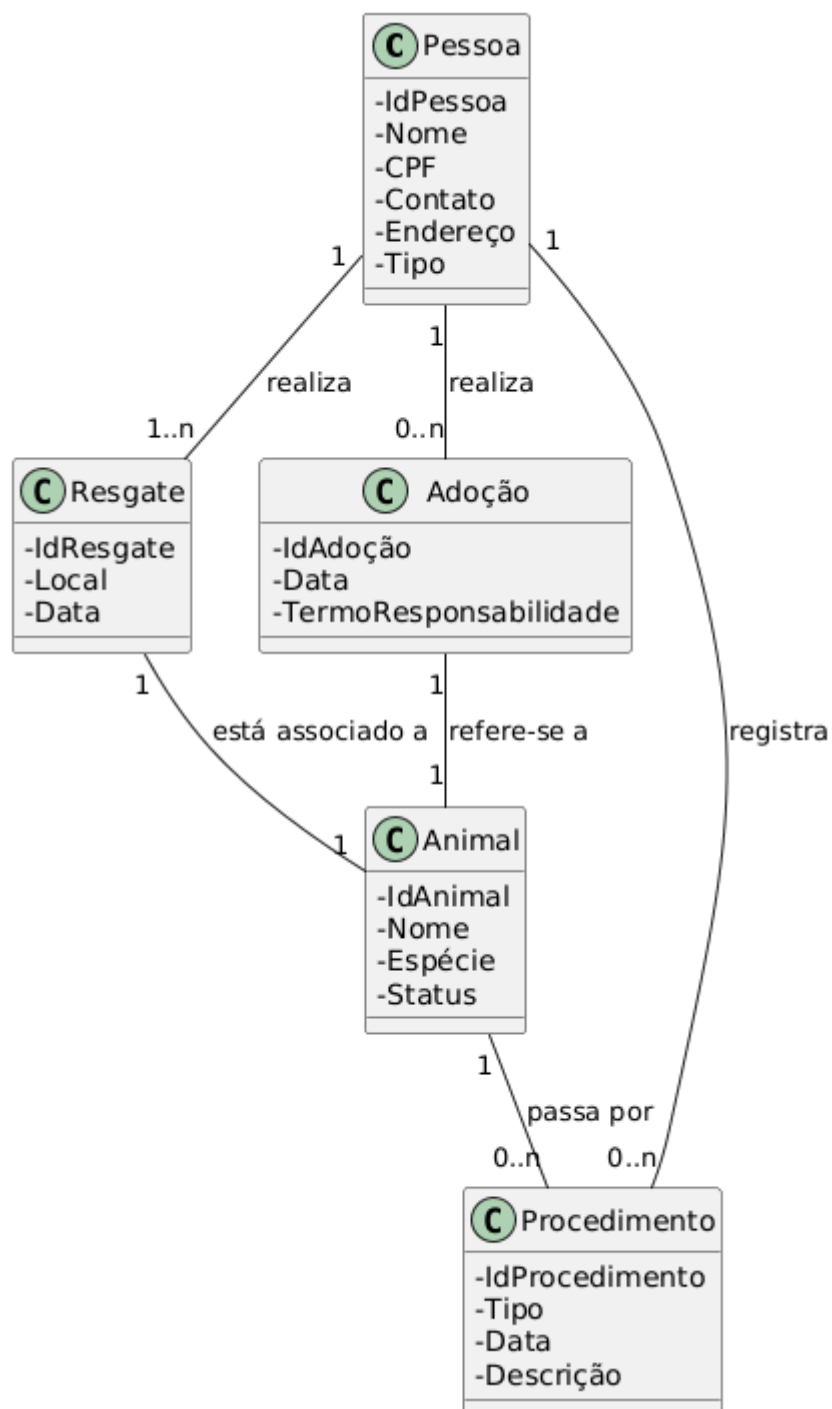 C Pessoa
-IdPessoa
-Nome
-CPF
-Contato
-Endereço
-Tipo
1
1
1
realiza
realiza
1..n
0..n
C Resgate
-IdResgate
-Local
-Data
C Adoção
-IdAdoção
-Data
-TermoResponsabilidade
1
1
está associado a
refere-se a
registra
1
1
C Animal
-IdAnimal
-Nome
-Espécie
-Status
1
passa por
0..n
0..n
C Procedimento
-IdProcedimento
-Tipo
-Data
-Descrição